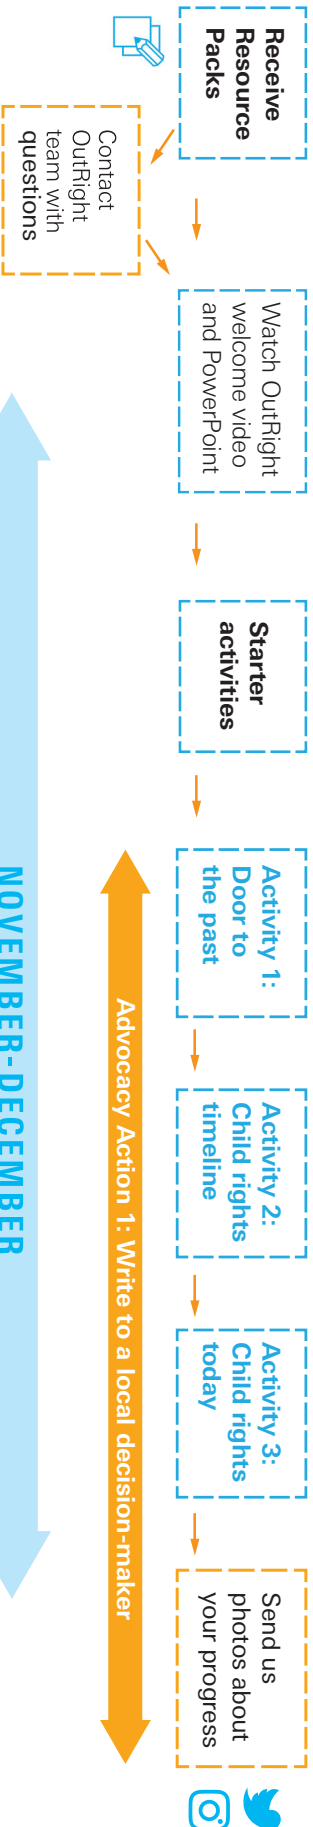 Receive
Resource
Packs
Contact
OutRight
team with
questions
Watch OutRight
welcome video
and PowerPoint
Starter
activities
Activity 1:
Door to
the past
Activity 2:
Child rights
timeline
Activity 3:
Child rights
today
Send us
photos about
your progress
Advocacy Action 1: Write to a local decision-maker
NOVEMBER-DECEMBER